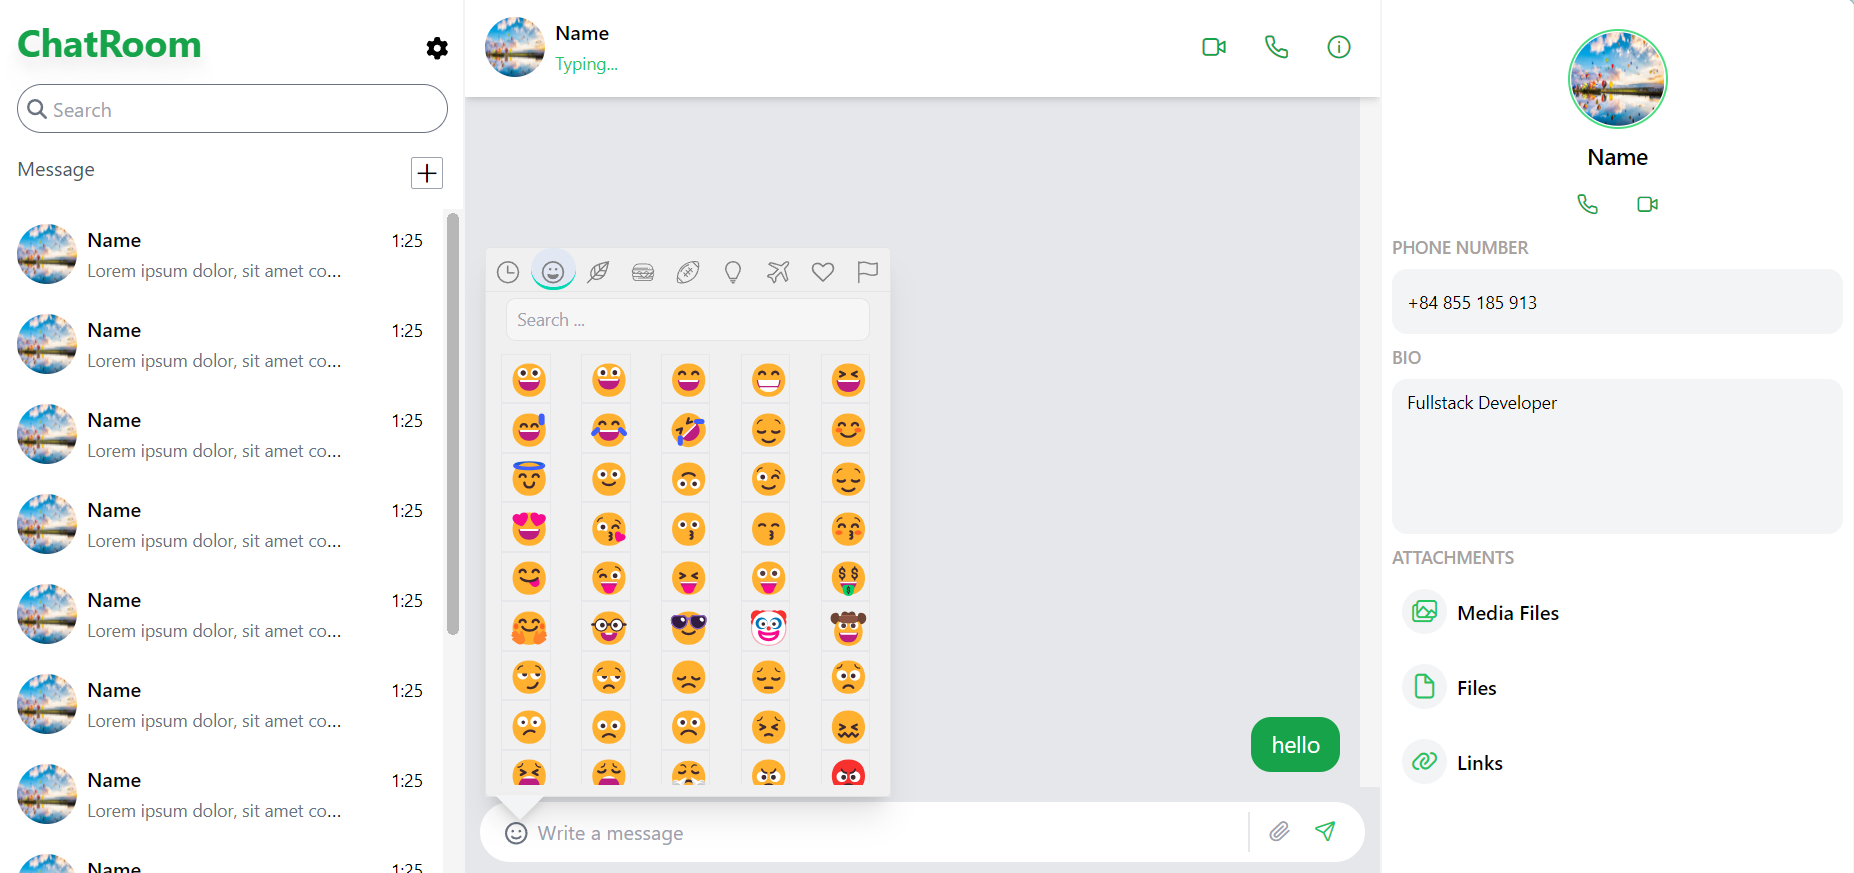 ChatRoom
Search
Message
Name
1:25
Lorem ipsum dolor, sit amet co...
Name
1:25
Lorem ipsum dolor, sit amet co...
Name
1:25
Lorem ipsum dolor, sit amet co...
Name
1:25
Lorem ipsum dolor, sit amet co...
Name
1:25
Lorem ipsum dolor, sit amet co...
Name
1:25
Lorem ipsum dolor, sit amet co...
Name
1:25
Lorem ipsum dolor, sit amet co...
Name
1:25
Name
Typing...
Search ...
hello
Write a message
Name
PHONE NUMBER
+84 855 185 913
BIO
Fullstack Developer
ATTACHMENTS
Media Files
Files
Links